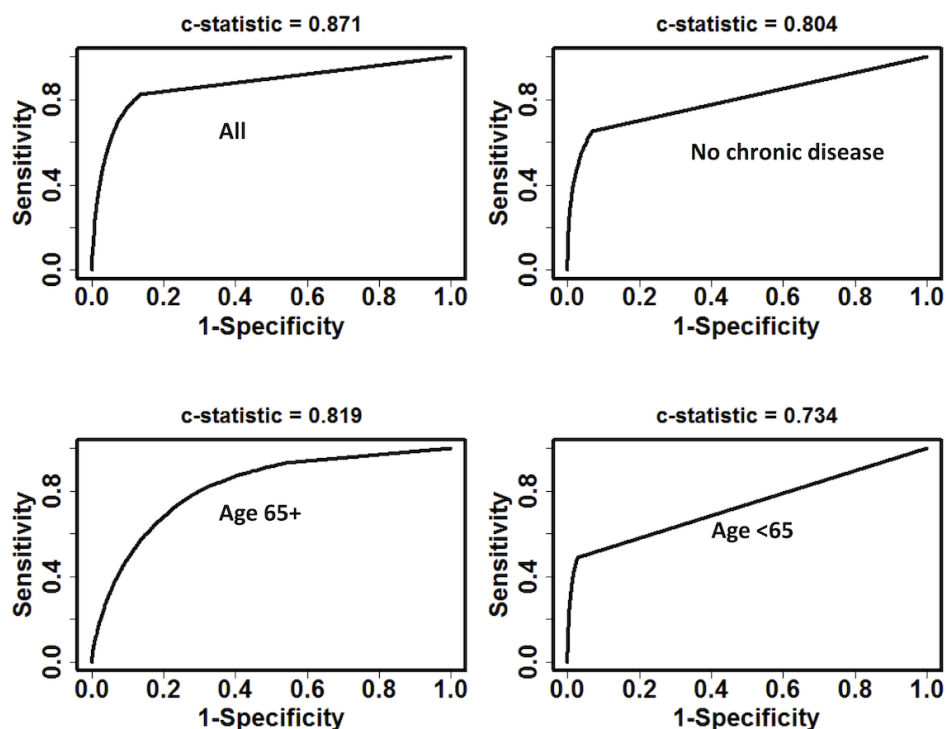 c-statistic = 0.871
Sensitivity
0.0 0.4 0.8
All
0.0 0.2 0.4 0.6 0.8 1.0
1-Specificity
c-statistic = 0.804
Sensitivity
0.0 0.4 0.8
No chronic disease
0.0 0.2 0.4 0.6 0.8 1.0
1-Specificity
c-statistic = 0.819
Sensitivity
0.0 0.4 0.8
Age 65+
0.0 0.2 0.4 0.6 0.8 1.0
1-Specificity
c-statistic = 0.734
Sensitivity
0.0 0.4 0.8
Age <65
0.0 0.2 0.4 0.6 0.8 1.0
1-Specificity